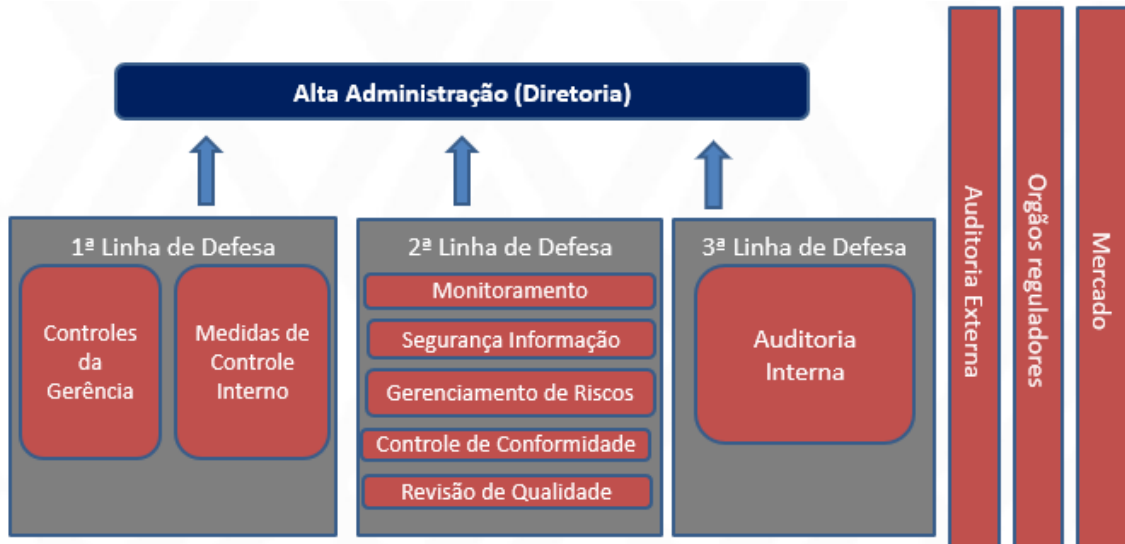 Alta Administração (Diretoria)
1ª Linha de Defesa
Controles
da
Gerência
Medidas de
Controle
Interno
2ª Linha de Defesa
Monitoramento
Segurança Informação
Gerenciamento de Riscos
Controle de Conformidade
Revisão de Qualidade
3ª Linha de Defesa
Auditoria
Interna
Auditoria Externa
Orgãos reguladores
Mercado